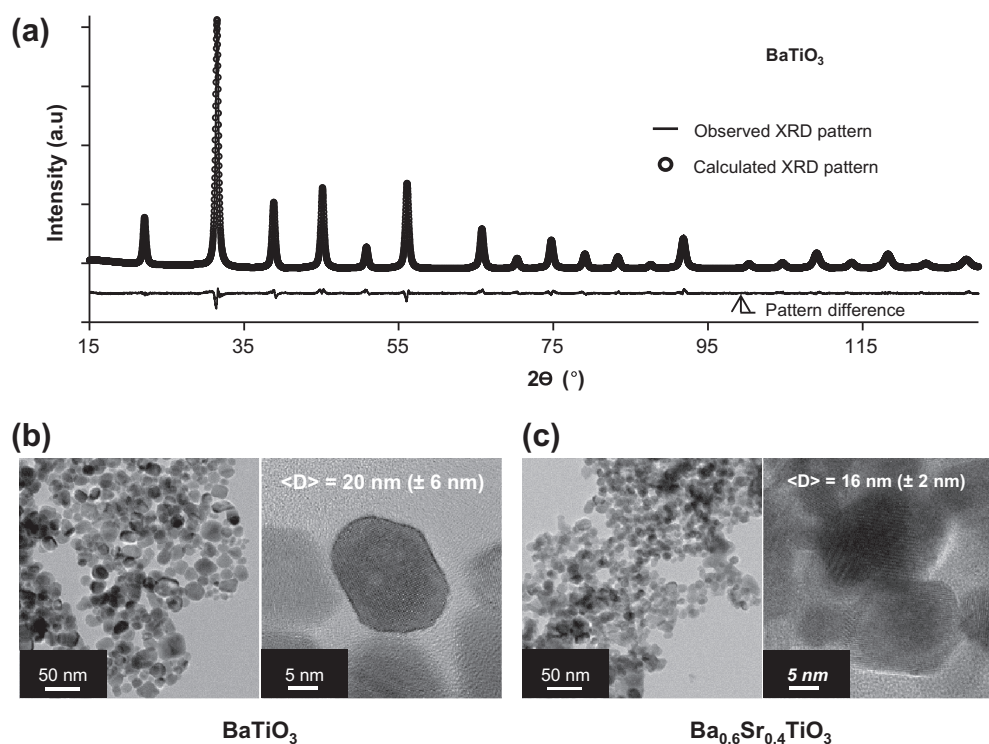 (a)
BaTiO₃
Observed XRD pattern
Calculated XRD pattern
Intensity (a.u)
Pattern difference
15 35 55 75 95 115
2Θ (°)
(b)
(c)
<D> = 20 nm (± 6 nm)
<D> = 16 nm (± 2 nm)
50 nm
5 nm
50 nm
5 nm
BaTiO₃
Ba₀.₆Sr₀.₄TiO₃